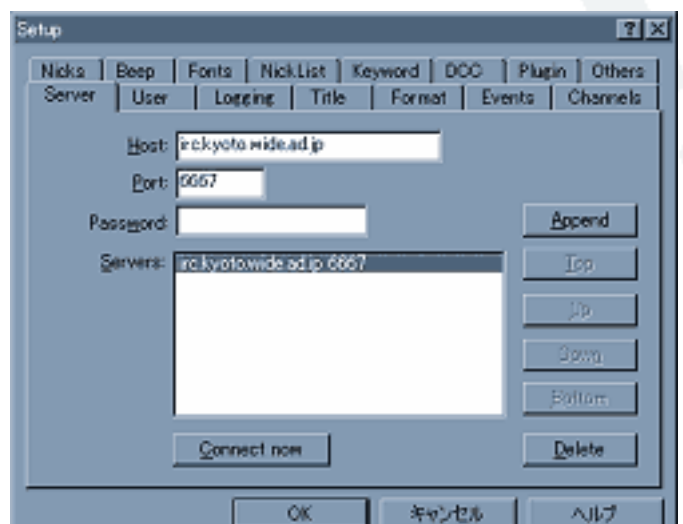 Setup
Nicks Beep Fonts NickList Keyword DCC Plugin Others
Server User Logging Title Format Events Channels
Host: irc.kyoto.wide.ad.jp
Port: 6667
Password:
Append
Servers: irc.kyoto.wide.ad.jp 6667
Top
Up
Down
Bottom
Connect now Delete
OK キャンセル ヘルプ